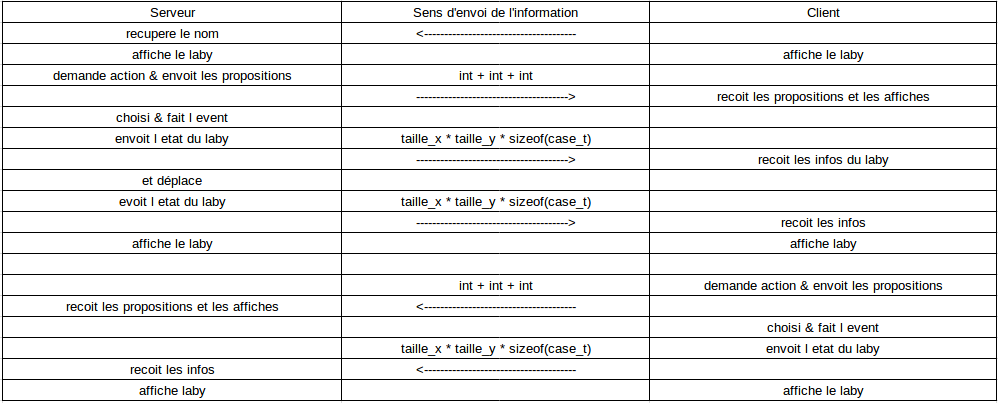 Serveur Sens d'envoi de l'information Client
recupere le nom <--------------------------------------
affiche le laby affiche le laby
demande action & envoit les propositions int + int + int
--------------------------------------> recoit les propositions et les affiches
choisi & fait l event
envoit l etat du laby taille_x * taille_y * sizeof(case_t)
--------------------------------------> recoit les infos du laby
et déplace
evoit l etat du laby taille_x * taille_y * sizeof(case_t)
--------------------------------------> recoit les infos
affiche le laby affiche laby
int + int + int demande action & envoit les propositions
recoit les propositions et les affiches <--------------------------------------
choisi & fait l event
taille_x * taille_y * sizeof(case_t) envoit l etat du laby
recoit les infos <--------------------------------------
affiche laby affiche le laby